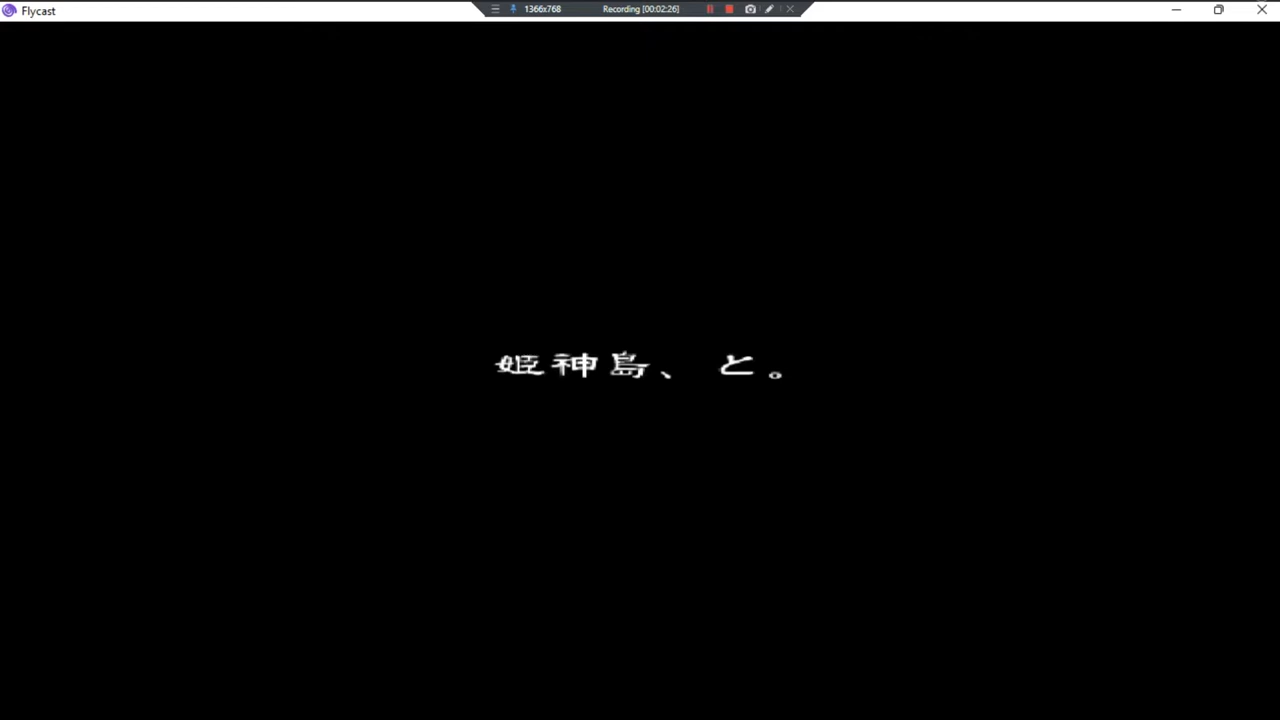 Flycast
1366x768
Recording [00:02:26]
姫神島、と。